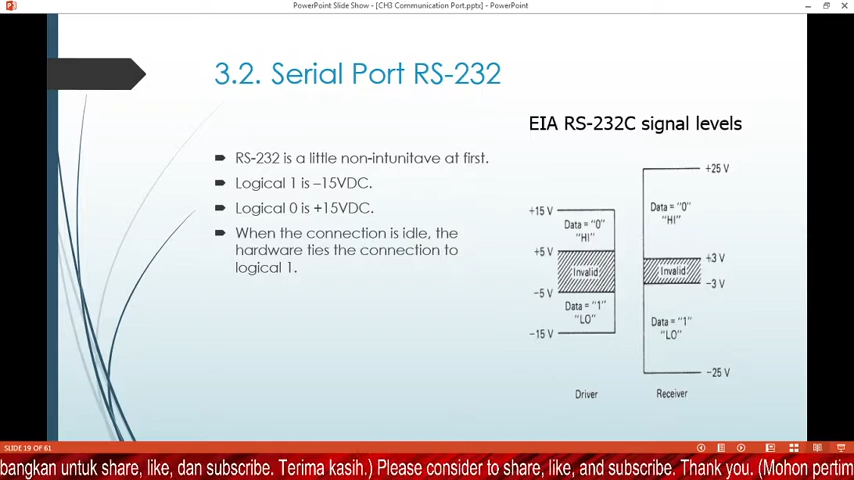 PowerPoint Slide Show - [CH3 Communication Port.pptx] - PowerPoint
3.2. Serial Port RS-232
RS-232 is a little non-intunitave at first.
Logical 1 is –15VDC.
Logical 0 is +15VDC.
When the connection is idle, the
hardware ties the connection to
logical 1.
EIA RS-232C signal levels
+15 V
Data = "0"
"HI"
+5 V
Invalid
−5 V
Data = "1"
"LO"
−15 V
Driver
+25 V
Data = "0"
"HI"
+3 V
Invalid
−3 V
Data = "1"
"LO"
−25 V
Receiver
SLIDE 19 OF 61
bangkan untuk share, like, dan subscribe. Terima kasih.) Please consider to share, like, and subscribe. Thank you. (Mohon pertim